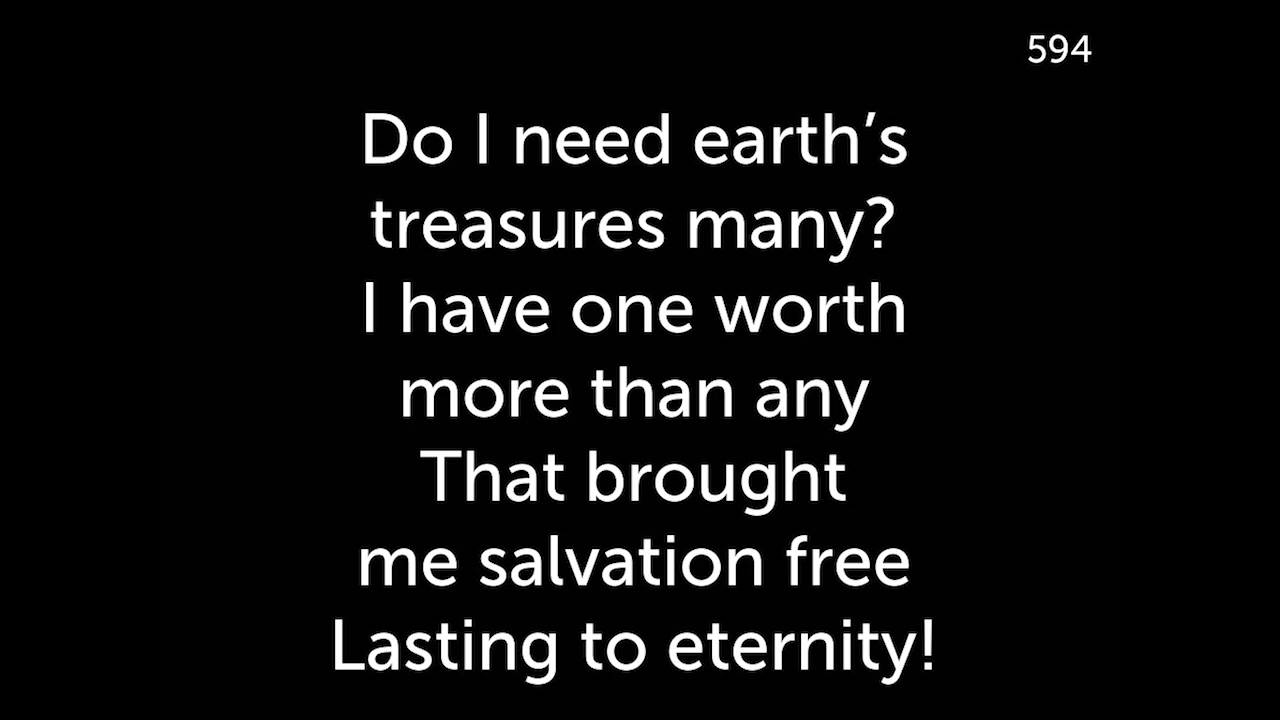 594
Do I need earth’s
treasures many?
I have one worth
more than any
That brought
me salvation free
Lasting to eternity!